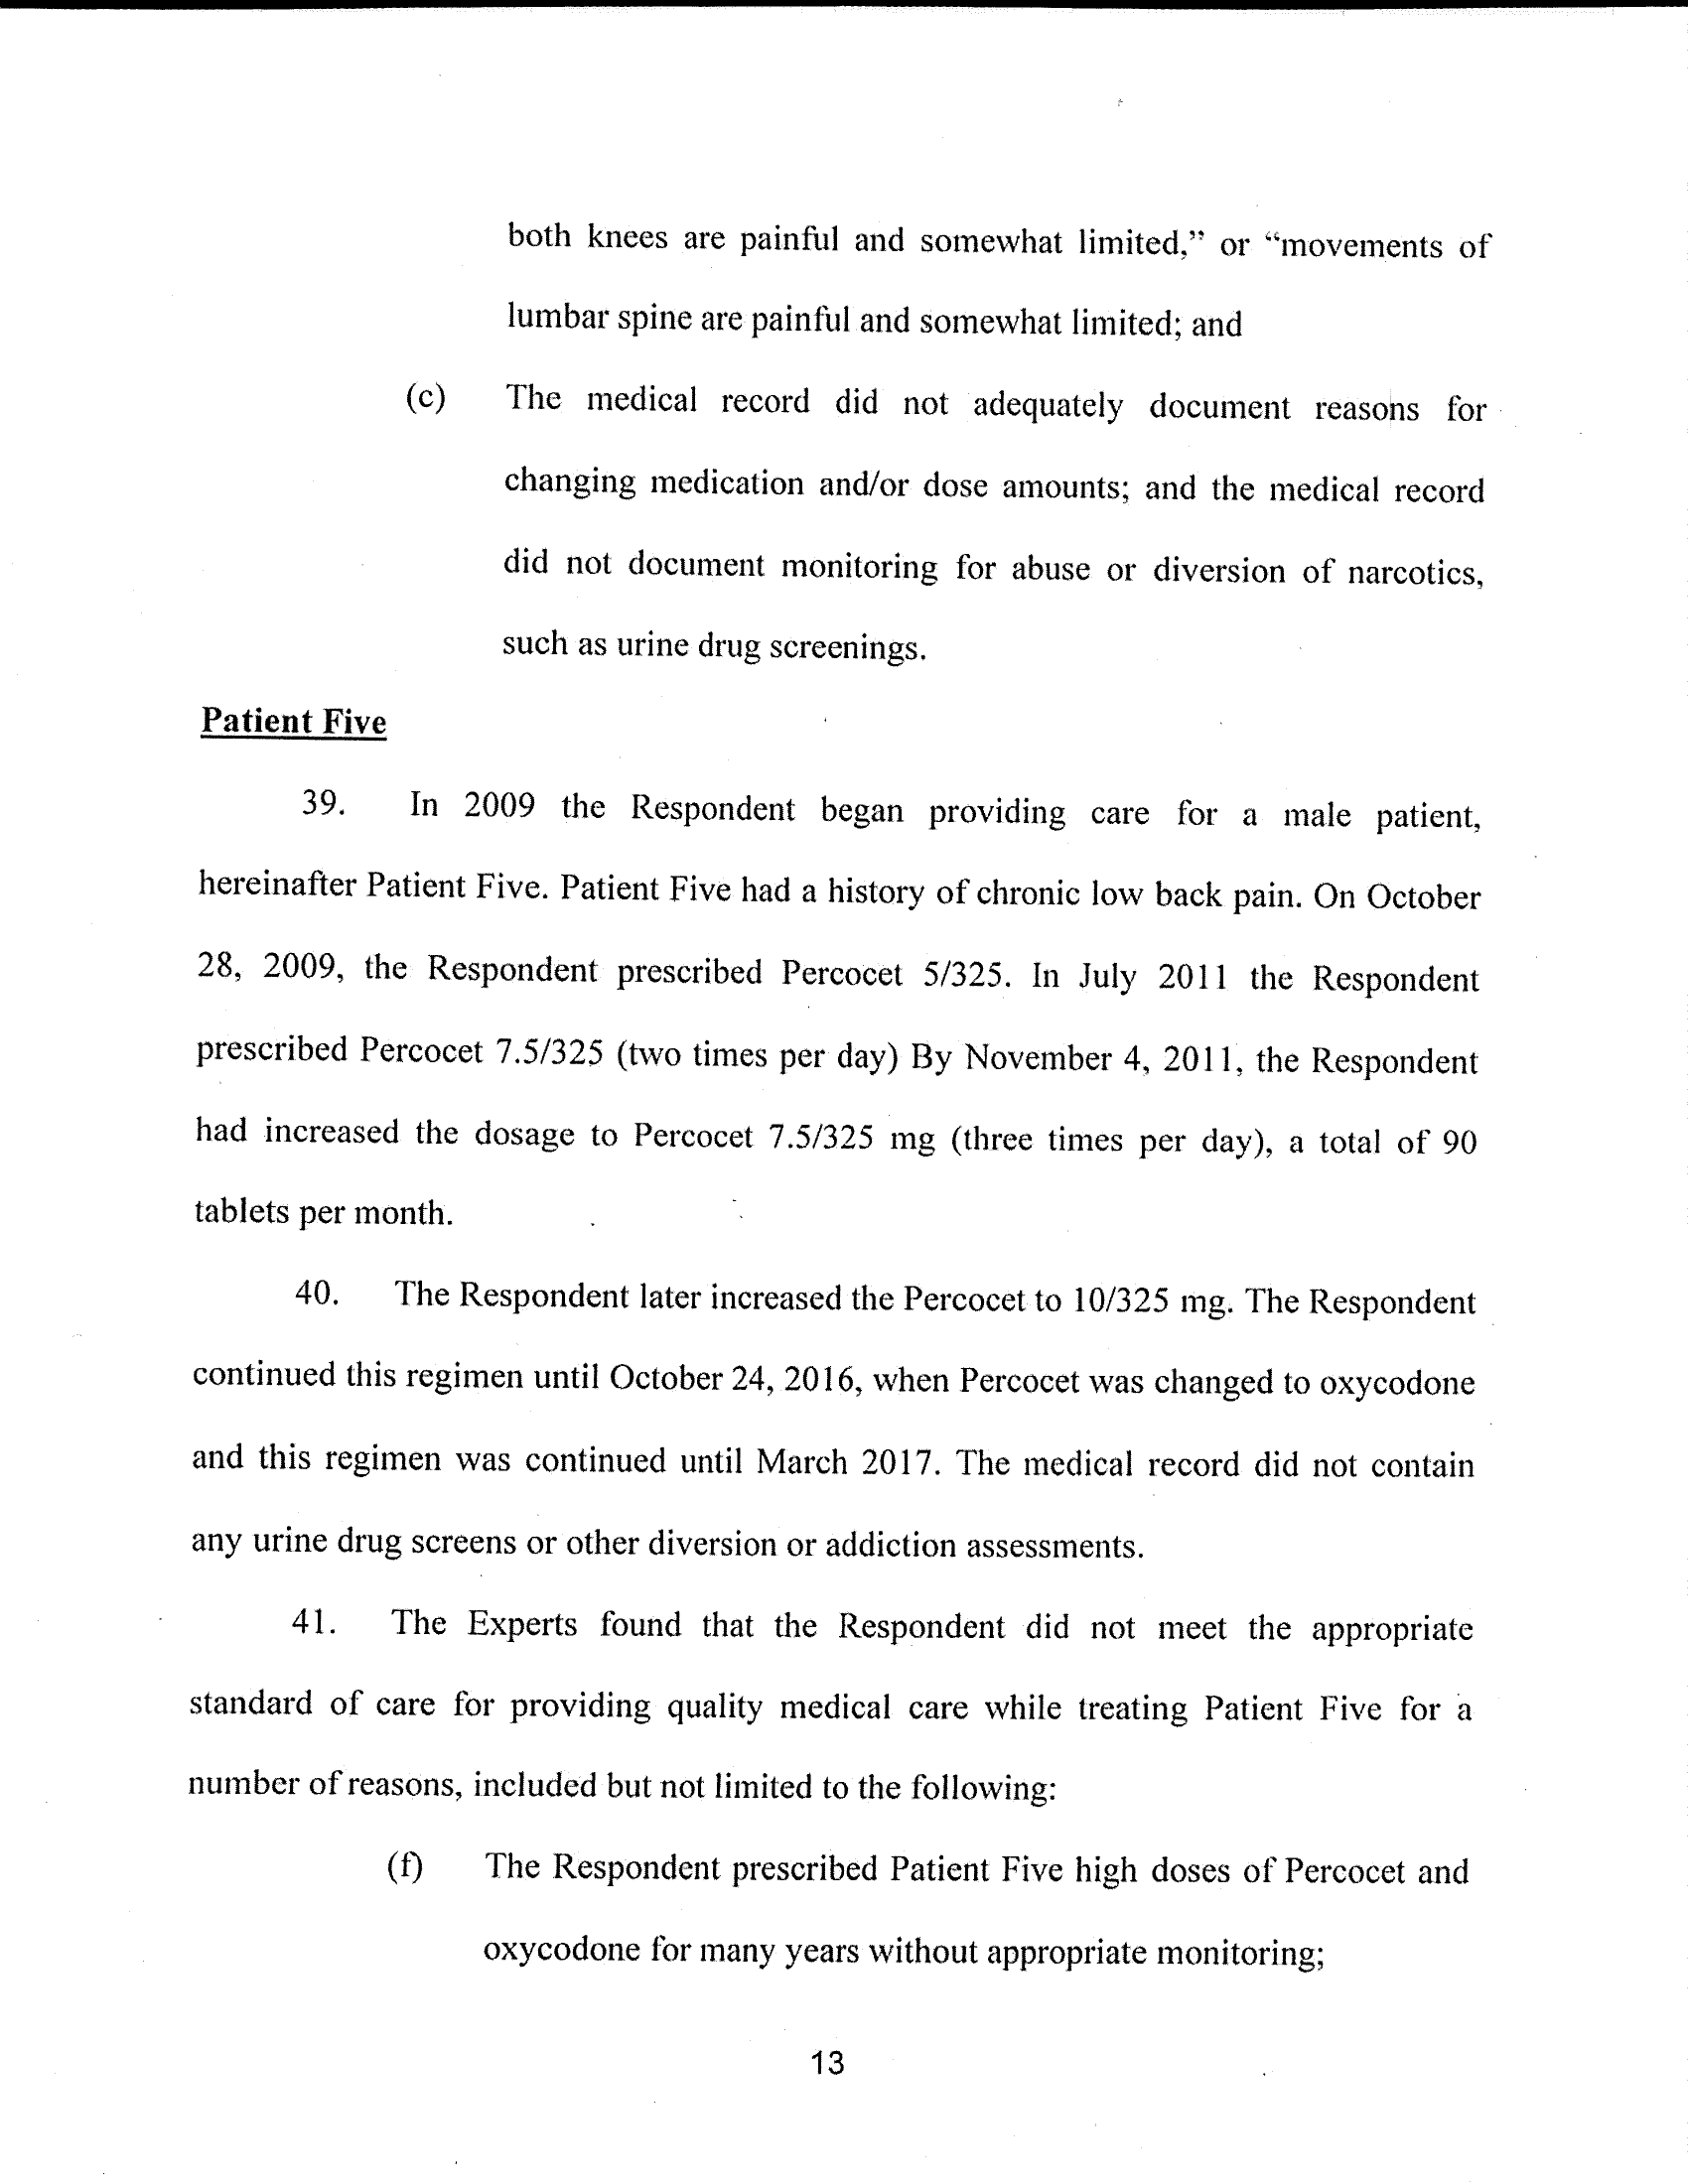 both knees are painful and somewhat limited," or "movements of
lumbar spine are painful and somewhat limited; and
(c) The medical record did not adequately document reasons for
changing medication and/or dose amounts; and the medical record
did not document monitoring for abuse or diversion of narcotics,
such as urine drug screenings.
Patient Five
39. In 2009 the Respondent began providing care for a male patient,
hereinafter Patient Five. Patient Five had a history of chronic low back pain. On October
28, 2009, the Respondent prescribed Percocet 5/325. In July 2011 the Respondent
prescribed Percocet 7.5/325 (two times per day) By November 4, 2011, the Respondent
had increased the dosage to Percocet 7.5/325 mg (three times per day), a total of 90
tablets per month.
40. The Respondent later increased the Percocet to 10/325 mg. The Respondent
continued this regimen until October 24, 2016, when Percocet was changed to oxycodone
and this regimen was continued until March 2017. The medical record did not contain
any urine drug screens or other diversion or addiction assessments.
41. The Experts found that the Respondent did not meet the appropriate
standard of care for providing quality medical care while treating Patient Five for a
number of reasons, included but not limited to the following:
(f) The Respondent prescribed Patient Five high doses of Percocet and
oxycodone for many years without appropriate monitoring;
13